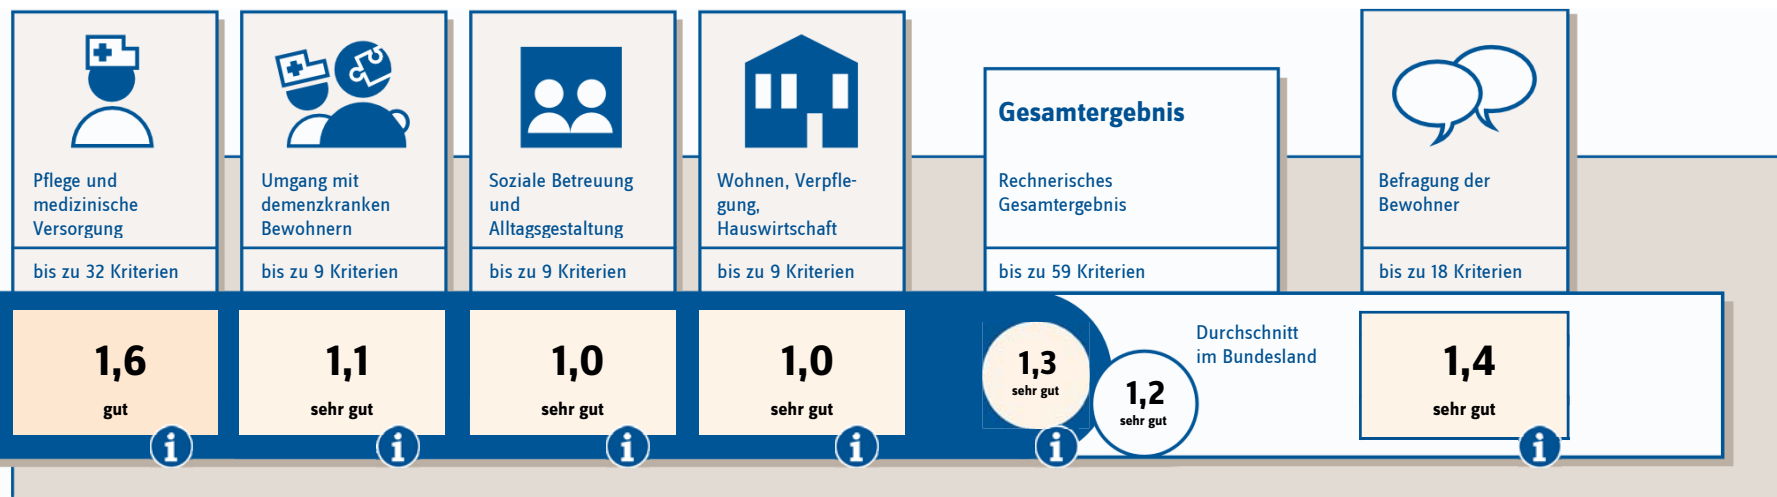 Pflege und
medizinische
Versorgung
bis zu 32 Kriterien
1,6
gut
Umgang mit
demenzkranken
Bewohnern
bis zu 9 Kriterien
1,1
sehr gut
Soziale Betreuung
und
Alltagsgestaltung
bis zu 9 Kriterien
1,0
sehr gut
Wohnen, Verpfle-
gung,
Hauswirtschaft
bis zu 9 Kriterien
1,0
sehr gut
Gesamtergebnis
Rechnerisches
Gesamtergebnis
bis zu 59 Kriterien
1,3
sehr gut
1,2
sehr gut
Durchschnitt
im Bundesland
Befragung der
Bewohner
bis zu 18 Kriterien
1,4
sehr gut